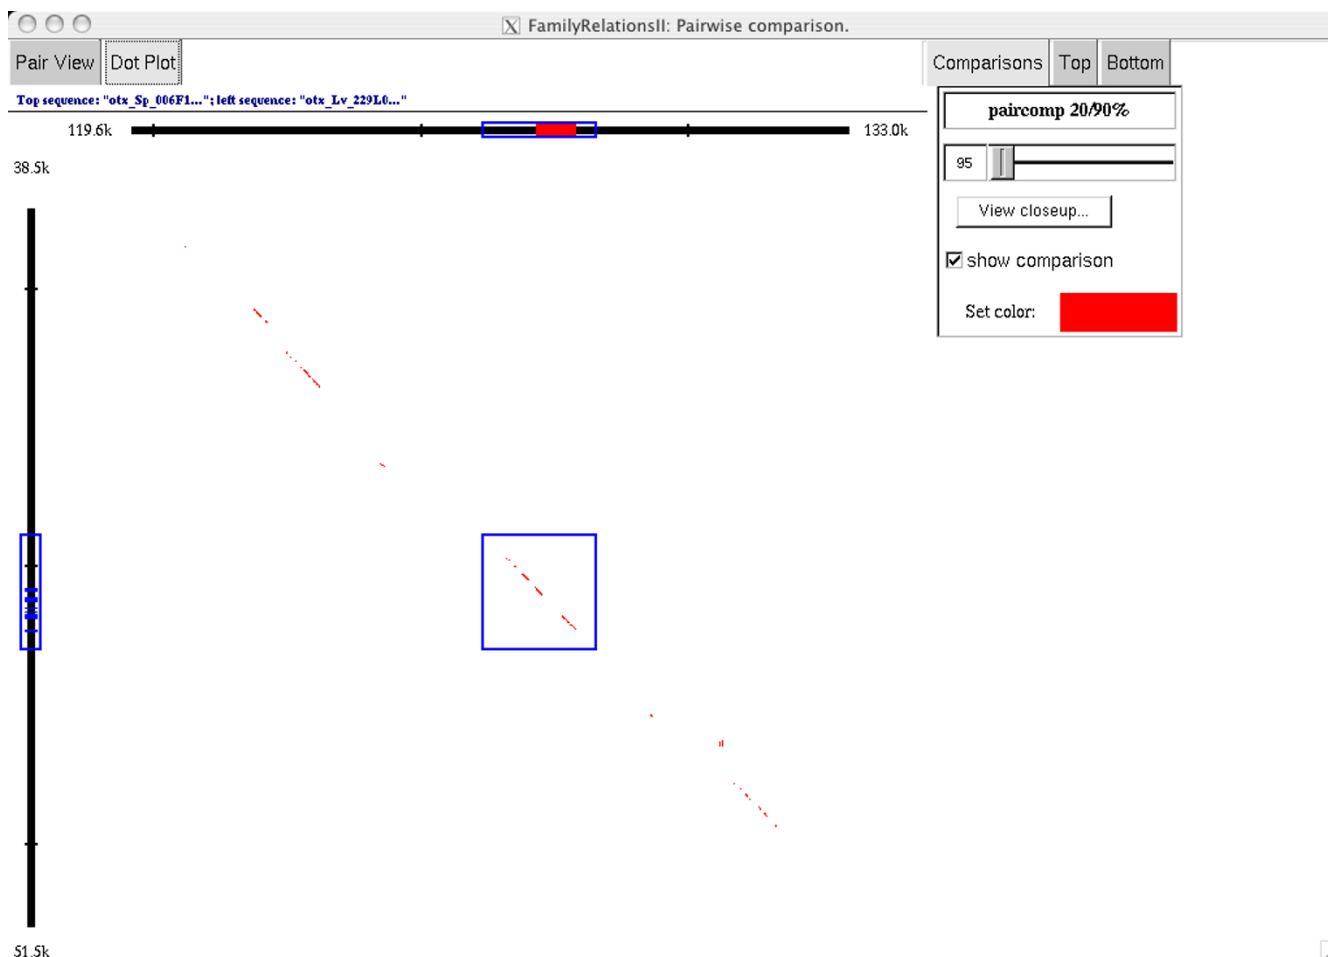 X FamilyRelationsII: Pairwise comparison.
Pair View Dot Plot Comparisons Top Bottom
Top sequence: "otx_Sp_006F1..."; left sequence: "otx_Lv_229L0..."
paircomp 20/90%
119.6k 133.0k
95
38.5k
View closeup...
show comparison
Set color:
51.5k